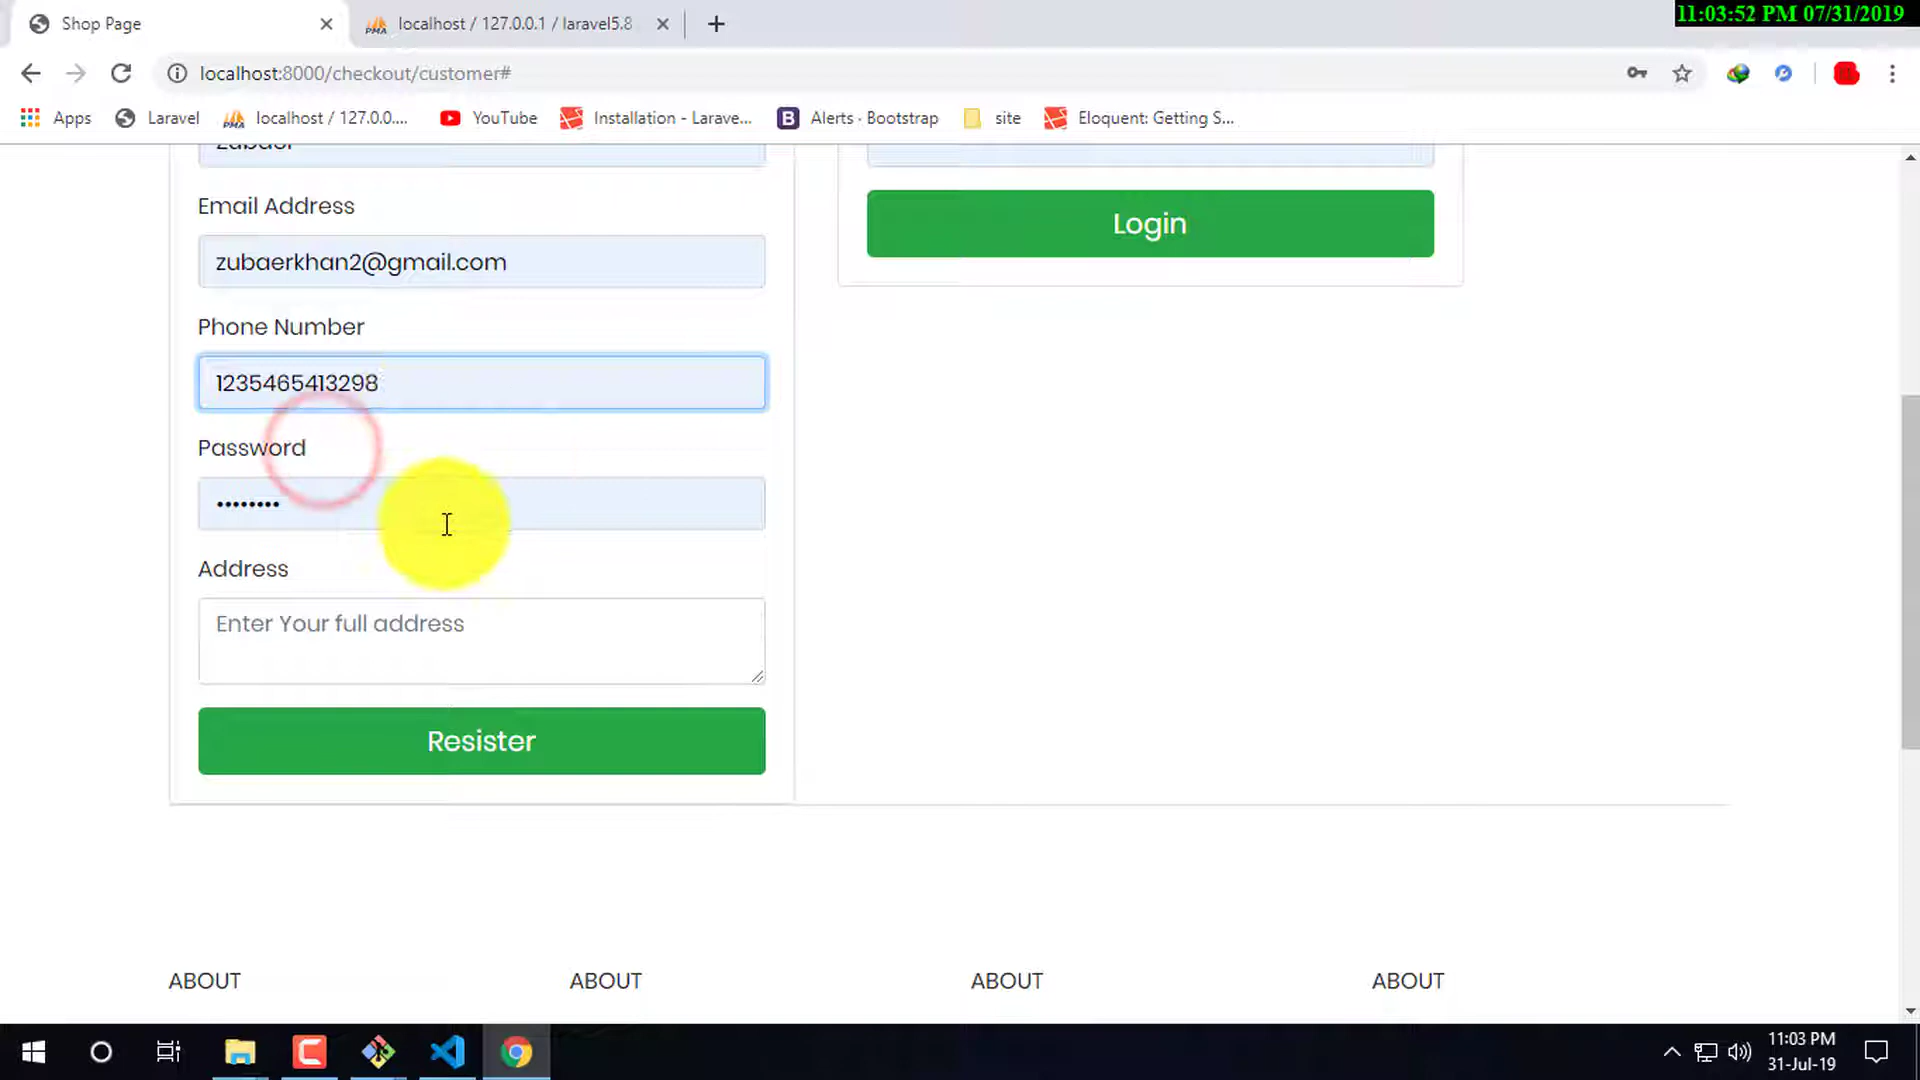 11:03:52 PM 07/31/2019
Shop Page
PMA localhost / 127.0.0.1 / laravel5.8
localhost:8000/checkout/customer#
Apps Laravel PMA localhost / 127.0.0.... YouTube Installation - Larave... B Alerts · Bootstrap site Eloquent: Getting S...
zubaer
Email Address
zubaerkhan2@gmail.com
Phone Number
1235465413298
Password
••••••••
Address
Enter Your full address
Resister
Login
ABOUT ABOUT ABOUT ABOUT
11:03 PM
31-Jul-19